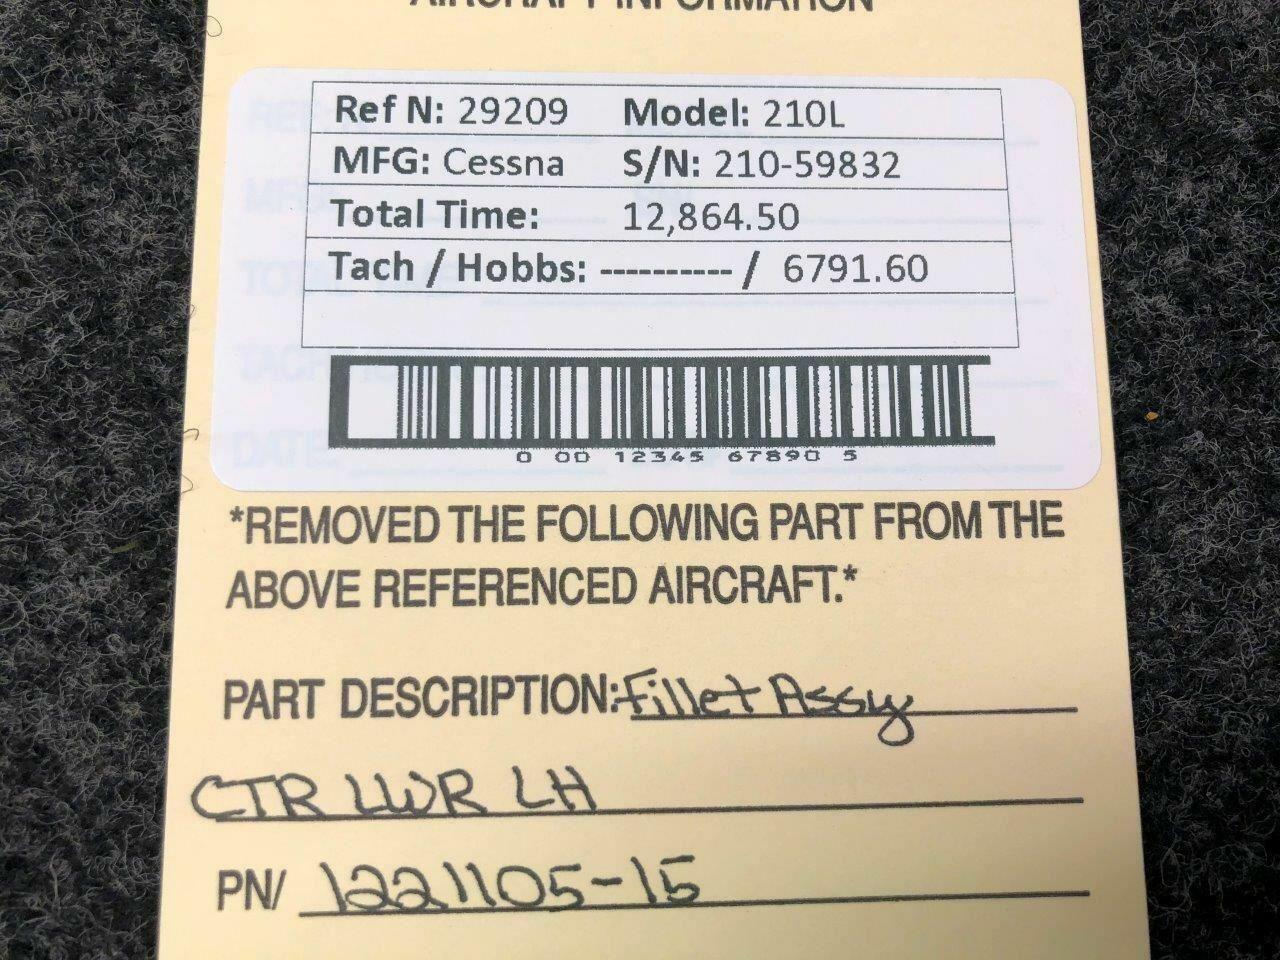 AIRCRAFT INFORMATION
Ref N: 29209 Model: 210L
MFG: Cessna S/N: 210-59832
Total Time: 12,864.50
Tach / Hobbs: ---------- / 6791.60
0 00 12345 67890 5
*REMOVED THE FOLLOWING PART FROM THE
ABOVE REFERENCED AIRCRAFT.*
PART DESCRIPTION: Fillet Assy
CTR LWR LH
PN/ 1221105-15